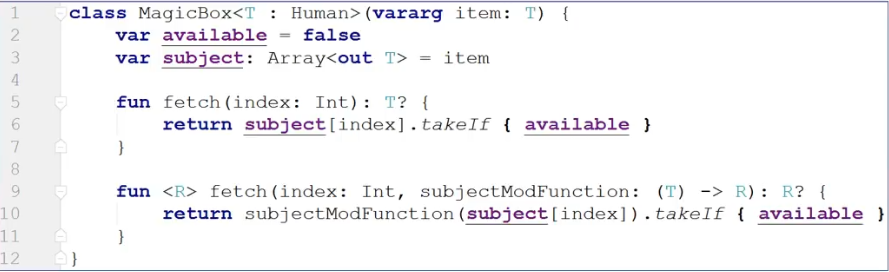 1 class MagicBox<T : Human>(vararg item: T) {
2     var available = false
3     var subject: Array<out T> = item
4
5     fun fetch(index: Int): T? {
6         return subject[index].takeIf { available }
7     }
8
9     fun <R> fetch(index: Int, subjectModFunction: (T) -> R): R? {
10         return subjectModFunction(subject[index]).takeIf { available }
11     }
12 }